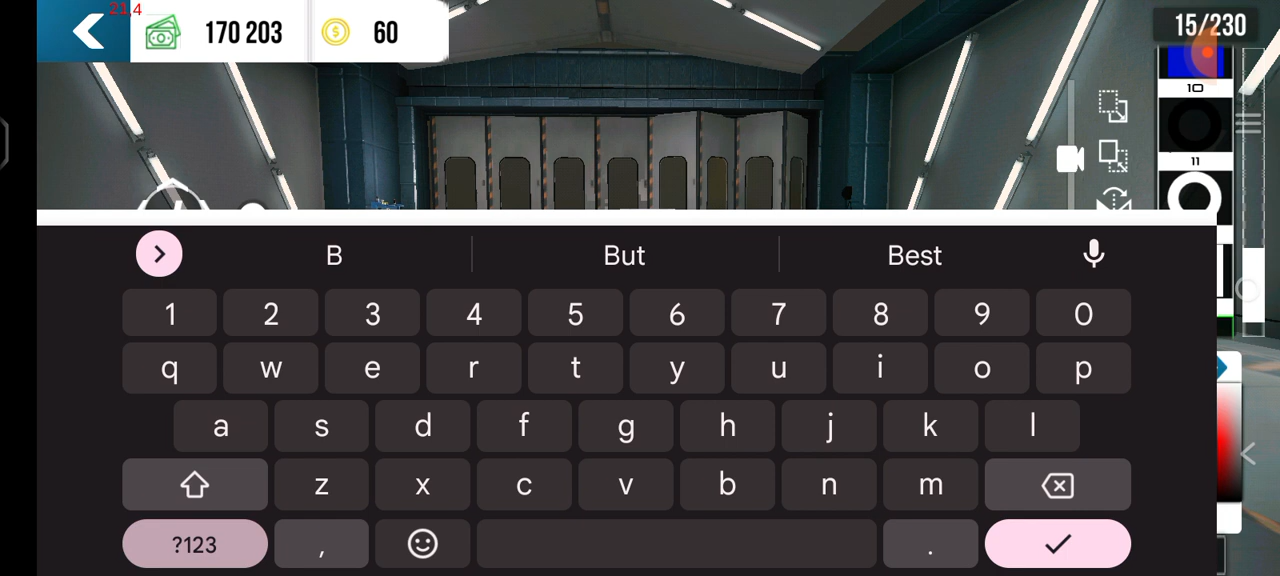 21,4
170 203 60 15/230
10
11
B But Best
1 2 3 4 5 6 7 8 9 0
q w e r t y u i o p
a s d f g h j k l
z x c v b n m
?123 , .